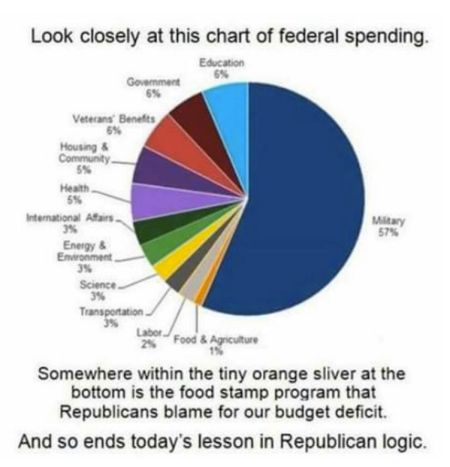 Look closely at this chart of federal spending.
Education
6%
Government
6%
Veterans' Benefits
6%
Housing &
Community
5%
Health
5%
International Affairs
3%
Energy &
Environment
3%
Science
3%
Transportation
3%
Labor
2%
Food & Agriculture
1%
Military
57%
Somewhere within the tiny orange sliver at the
bottom is the food stamp program that
Republicans blame for our budget deficit.
And so ends today's lesson in Republican logic.